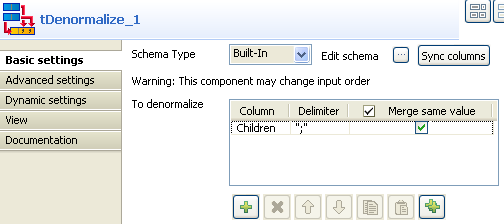 tDenormalize_1
Basic settings
Advanced settings
Dynamic settings
View
Documentation
Schema Type Built-In Edit schema ... Sync columns
Warning: This component may change input order
To denormalize
Column Delimiter Merge same value
Children ";"